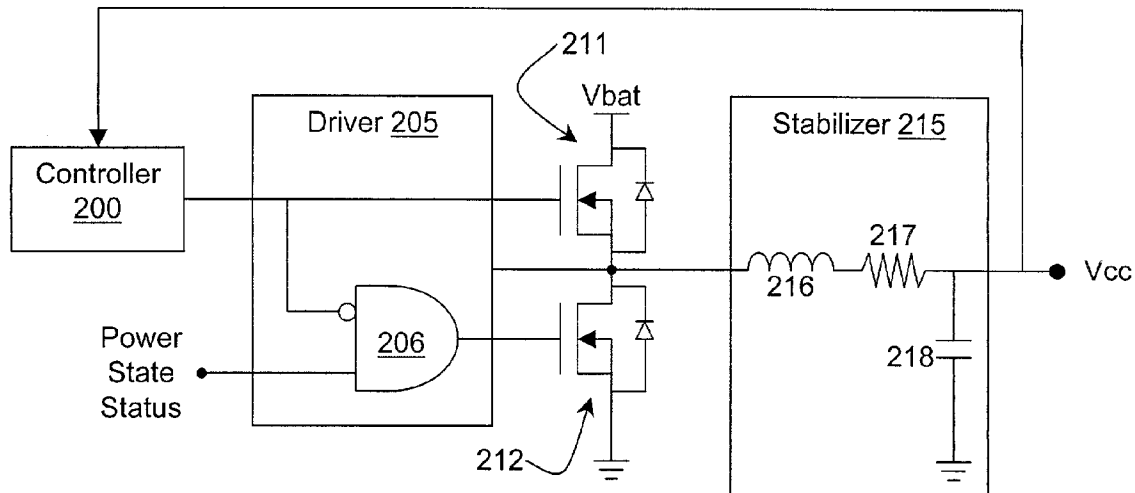 211
Vbat
Driver 205
Stabilizer 215
Controller
200
217
216
Vcc
206
218
Power
State
Status
212